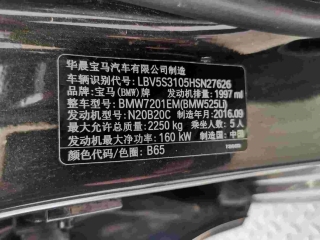 华晨宝马汽车有限公司制造
车辆识别代号:LBV5S3105HSN27626
品牌:宝马(BMW)牌 发动机排量:1997 ml
整车型号:BMW7201EM(BMW525Li)
发动机型号:N20B20C 制造年月:2016.09
最大允许总质量:2250 kg 乘坐人数:5人
发动机最大净功率:160 kW 制造国:中国
颜色代码/色圈:B65